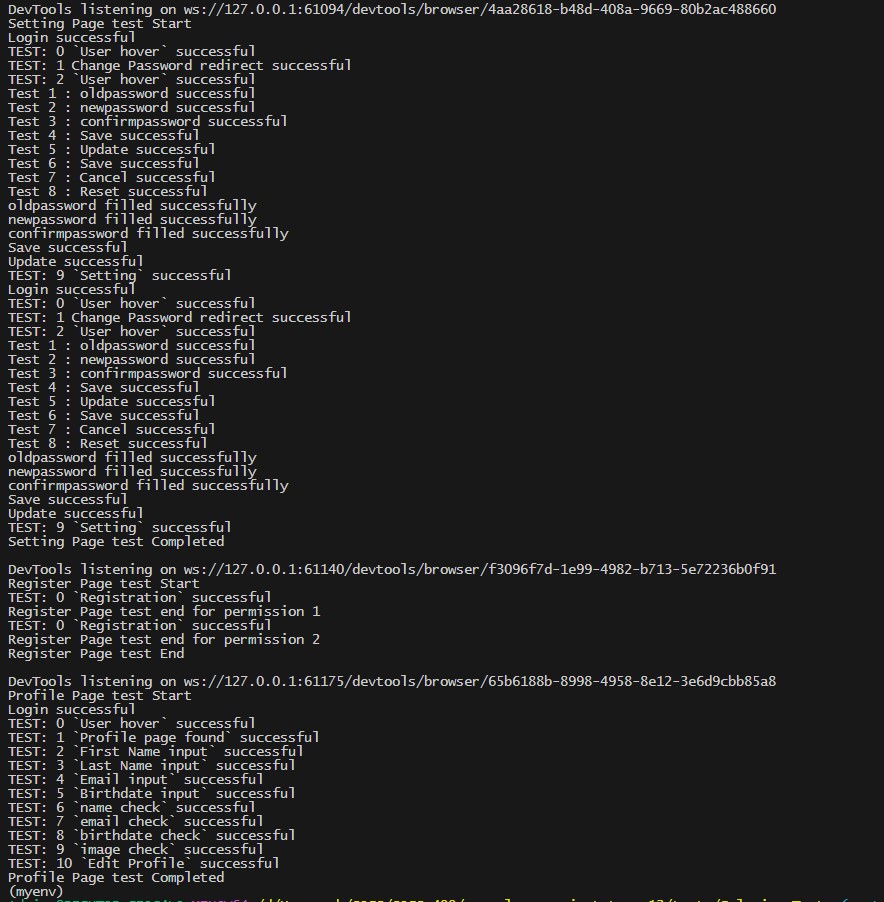 DevTools listening on ws://127.0.0.1:61094/devtools/browser/4aa28618-b48d-408a-9669-80b2ac488660
Setting Page test Start
Login successful
TEST: 0 `User hover` successful
TEST: 1 Change Password redirect successful
TEST: 2 `User hover` successful
Test 1 : oldpassword successful
Test 2 : newpassword successful
Test 3 : confirmpassword successful
Test 4 : Save successful
Test 5 : Update successful
Test 6 : Save successful
Test 7 : Cancel successful
Test 8 : Reset successful
oldpassword filled successfully
newpassword filled successfully
confirmpassword filled successfully
Save successful
Update successful
TEST: 9 `Setting` successful
Login successful
TEST: 0 `User hover` successful
TEST: 1 Change Password redirect successful
TEST: 2 `User hover` successful
Test 1 : oldpassword successful
Test 2 : newpassword successful
Test 3 : confirmpassword successful
Test 4 : Save successful
Test 5 : Update successful
Test 6 : Save successful
Test 7 : Cancel successful
Test 8 : Reset successful
oldpassword filled successfully
newpassword filled successfully
confirmpassword filled successfully
Save successful
Update successful
TEST: 9 `Setting` successful
Setting Page test Completed
DevTools listening on ws://127.0.0.1:61140/devtools/browser/f3096f7d-1e99-4982-b713-5e72236b0f91
Register Page test Start
TEST: 0 `Registration` successful
Register Page test end for permission 1
TEST: 0 `Registration` successful
Register Page test end for permission 2
Register Page test End
DevTools listening on ws://127.0.0.1:61175/devtools/browser/65b6188b-8998-4958-8e12-3e6d9cbb85a8
Profile Page test Start
Login successful
TEST: 0 `User hover` successful
TEST: 1 `Profile page found` successful
TEST: 2 `First Name input` successful
TEST: 3 `Last Name input` successful
TEST: 4 `Email input` successful
TEST: 5 `Birthdate input` successful
TEST: 6 `name check` successful
TEST: 7 `email check` successful
TEST: 8 `birthdate check` successful
TEST: 9 `image check` successful
TEST: 10 `Edit Profile` successful
Profile Page test Completed
(myenv)